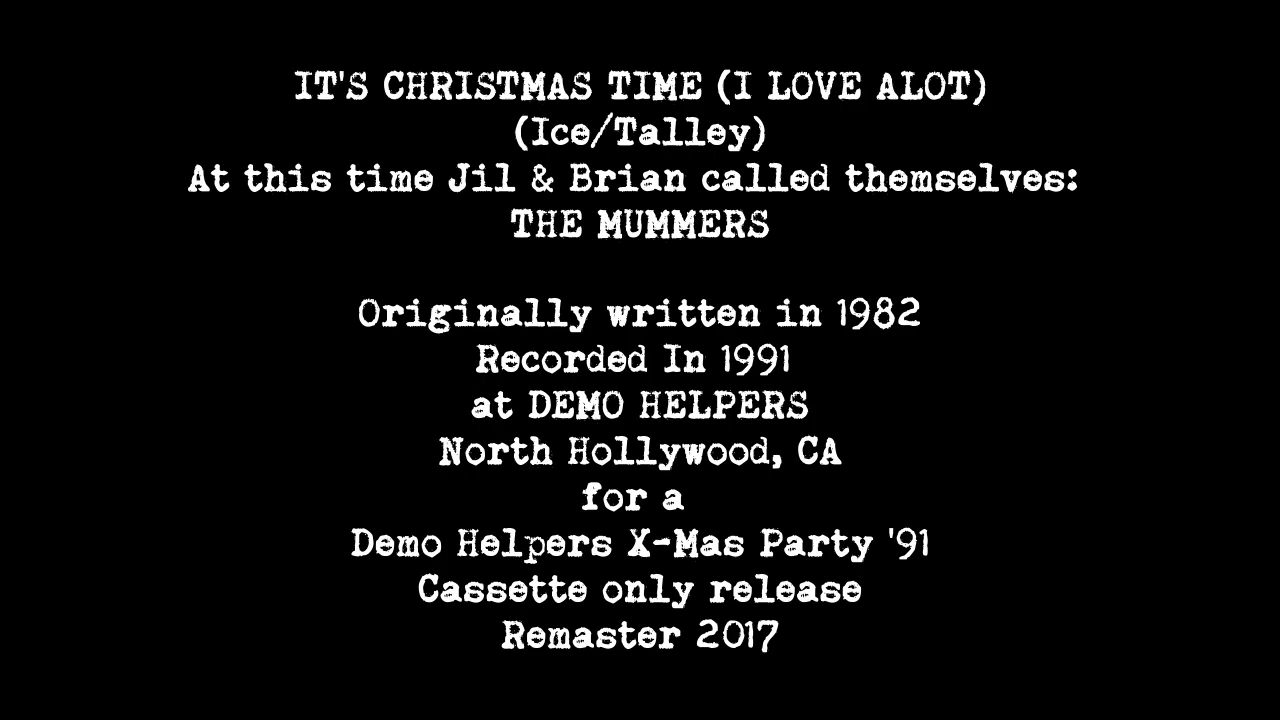 IT'S CHRISTMAS TIME (I LOVE ALOT)
(Ice/Talley)
At this time Jil & Brian called themselves:
THE MUMMERS
Originally written in 1982
Recorded In 1991
at DEMO HELPERS
North Hollywood, CA
for a
Demo Helpers X-Mas Party '91
Cassette only release
Remaster 2017